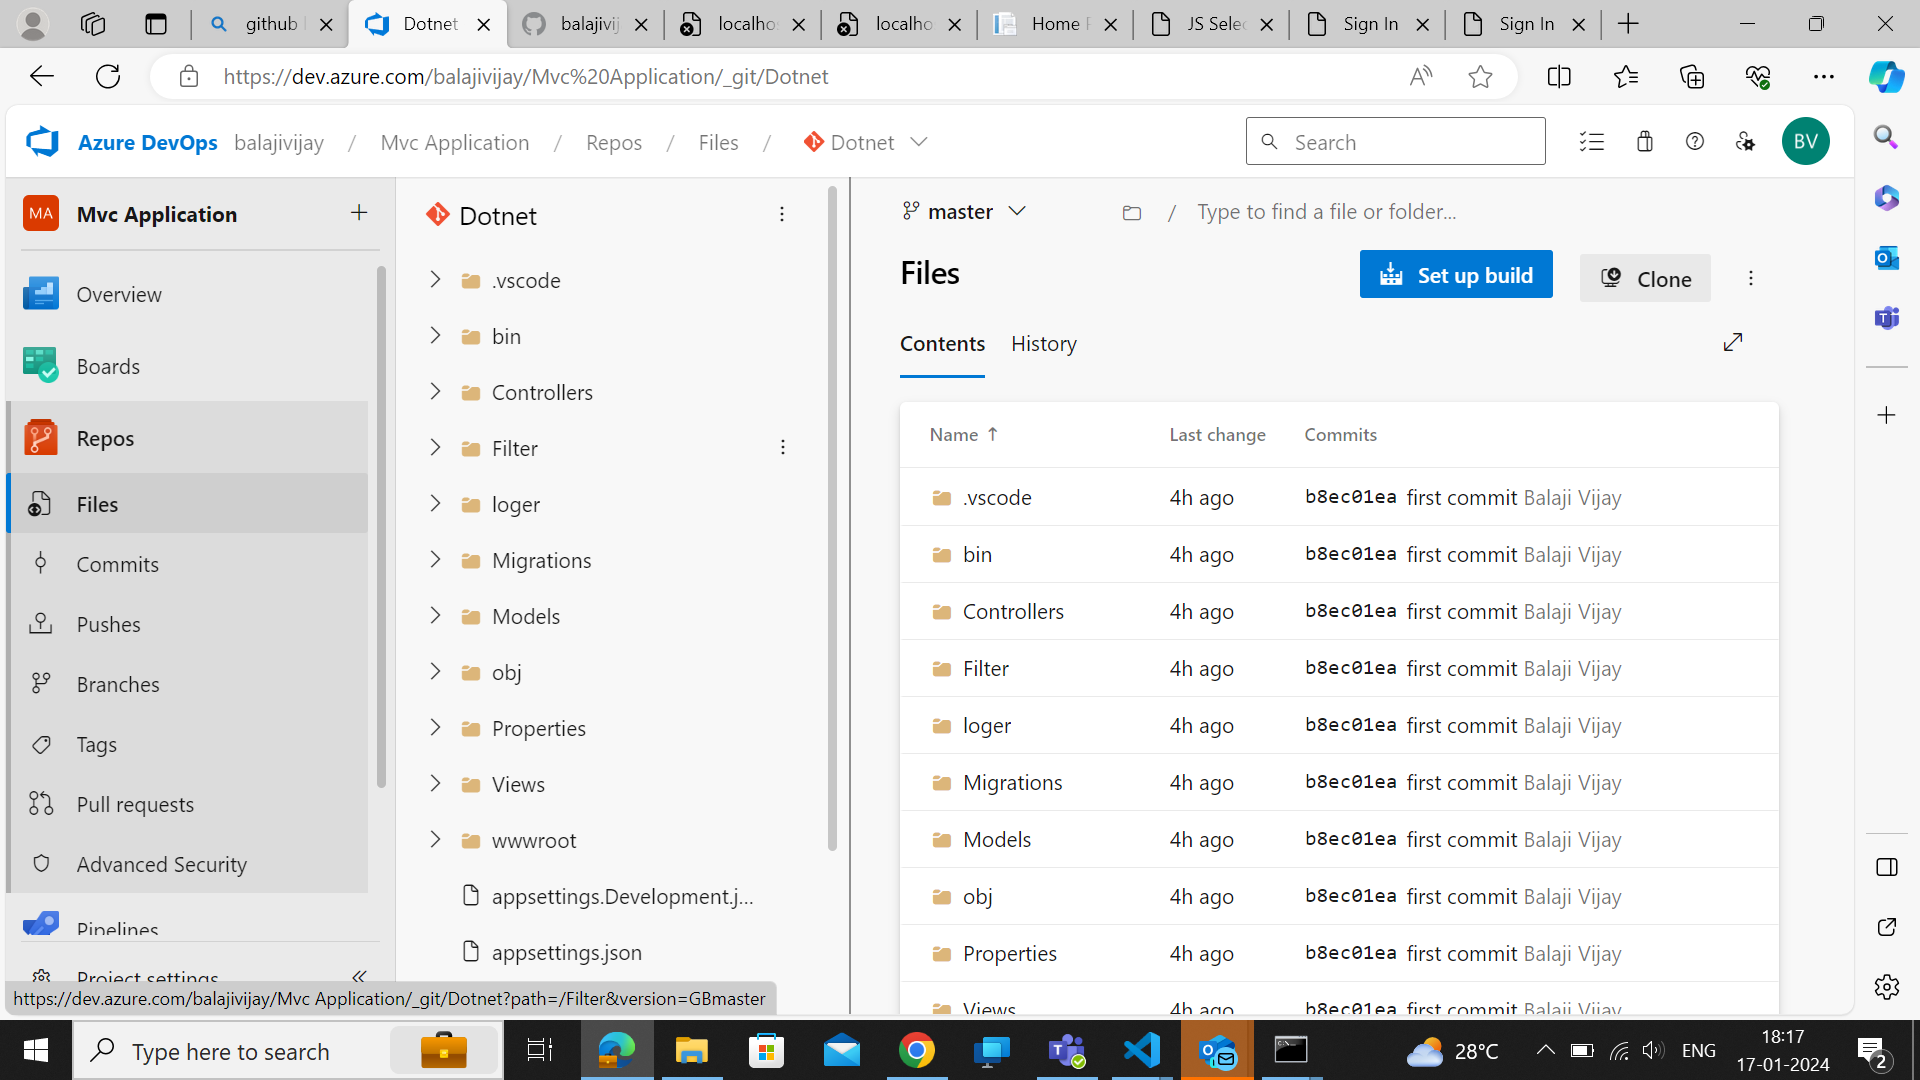 github
Dotnet
balajivij
localhos
localho
Home P
JS Selec
Sign In
Sign In
https://dev.azure.com/balajivijay/Mvc%20Application/_git/Dotnet
Azure DevOps balajivijay / Mvc Application / Repos / Files / Dotnet
Search
BV
MA Mvc Application
Overview
Boards
Repos
Files
Commits
Pushes
Branches
Tags
Pull requests
Advanced Security
Pipelines
Project settings
https://dev.azure.com/balajivijay/Mvc Application/_git/Dotnet?path=/Filter&version=GBmaster
Dotnet
.vscode
bin
Controllers
Filter
loger
Migrations
Models
obj
Properties
Views
wwwroot
appsettings.Development.j...
appsettings.json
master / Type to find a file or folder...
Files
Set up build
Clone
Contents History
Name Last change Commits
.vscode 4h ago b8ec01ea first commit Balaji Vijay
bin 4h ago b8ec01ea first commit Balaji Vijay
Controllers 4h ago b8ec01ea first commit Balaji Vijay
Filter 4h ago b8ec01ea first commit Balaji Vijay
loger 4h ago b8ec01ea first commit Balaji Vijay
Migrations 4h ago b8ec01ea first commit Balaji Vijay
Models 4h ago b8ec01ea first commit Balaji Vijay
obj 4h ago b8ec01ea first commit Balaji Vijay
Properties 4h ago b8ec01ea first commit Balaji Vijay
Views 4h ago b8ec01ea first commit Balaji Vijay
Type here to search
28°C
ENG
18:17
17-01-2024
2